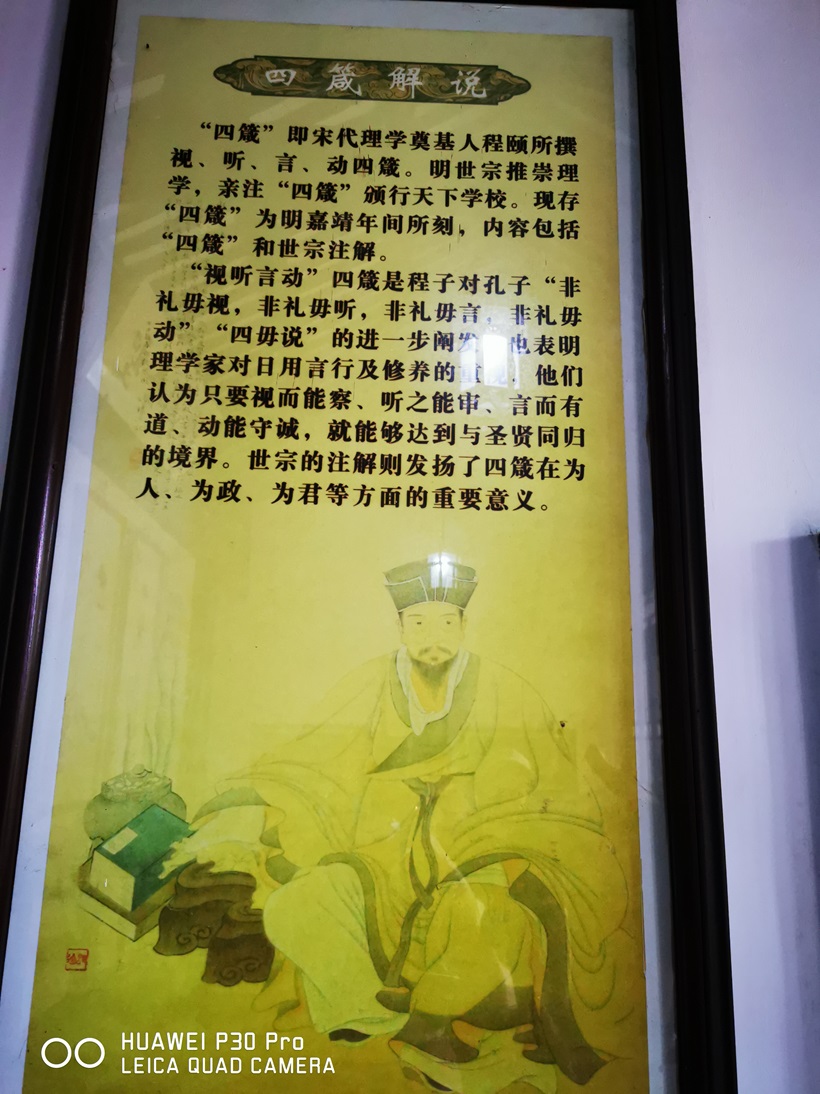 四箴解说
“四箴”即宋代理学奠基人程颐所撰
视、听、言、动四箴。明世宗推崇理
学，亲注“四箴”颁行天下学校。现存
“四箴”为明嘉靖年间所刻，内容包括
“四箴”和世宗注解。
“视听言动”四箴是程子对孔子“非
礼毋视，非礼毋听，非礼毋言，非礼毋
动”“四毋说”的进一步阐发 也表明
理学家对日用言行及修养的重 他们
认为只要视而能察、听之能审、言而有
道、动能守诚，就能够达到与圣贤同归
的境界。世宗的注解则发扬了四箴在为
人、为政、为君等方面的重要意义。
HUAWEI P30 Pro
LEICA QUAD CAMERA